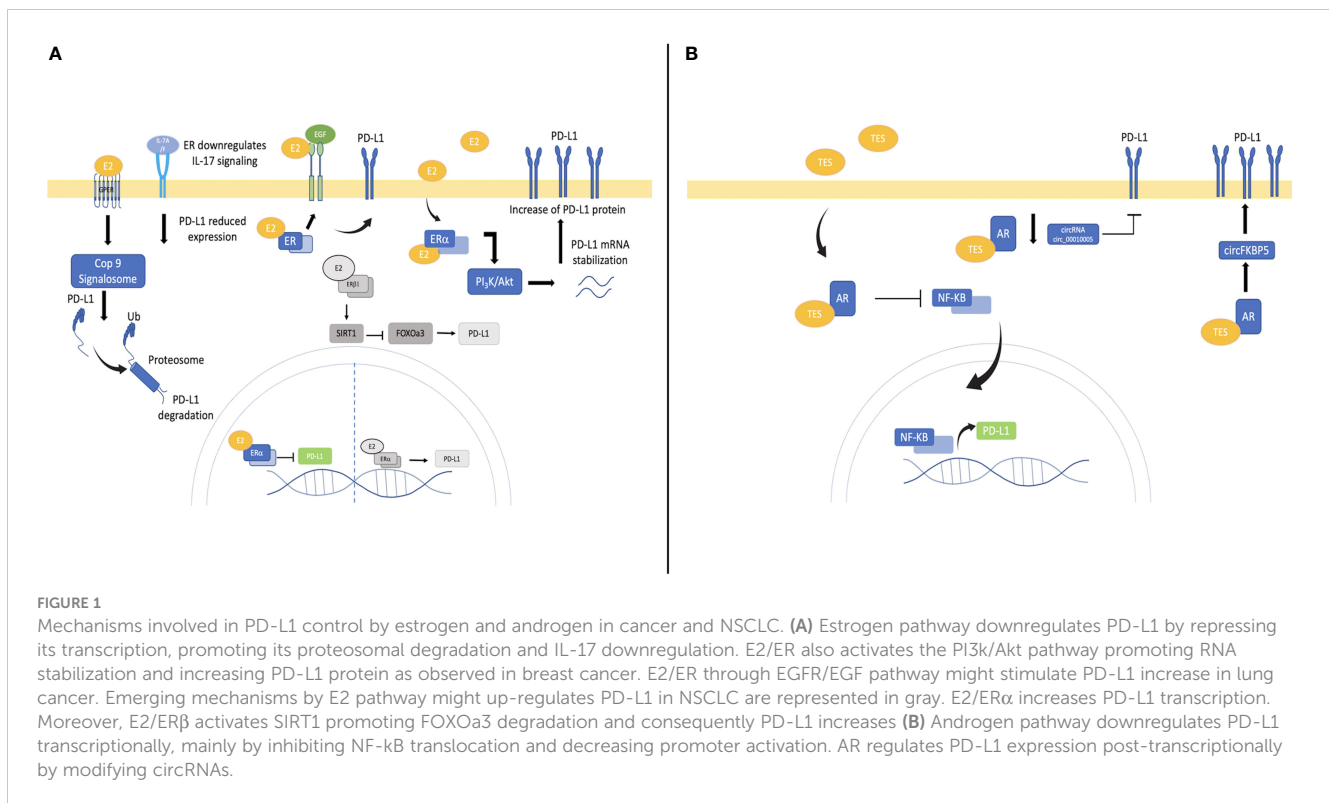 A
B
E2
GPER
IL-7A
/F
ER downregulates
IL-17 signaling
E2
EGF
PD-L1
E2
E2
PD-L1
PD-L1 reduced
expression
Cop 9
Signalosome
PD-L1
Ub
Proteosome
PD-L1
degradation
E2
ER
E2
ERβ1
SIRT1
FOXOa3
PD-L1
ERα
E2
PI3K/Akt
Increase of PD-L1 protein
PD-L1 mRNA
stabilization
E2
ERα
PD-L1
E2
ERα
PD-L1
TES
TES
PD-L1
PD-L1
AR
TES
circRNA
circ_00010005
circFKBP5
AR
TES
AR
TES
NF-KB
NF-KB
PD-L1
FIGURE 1
Mechanisms involved in PD-L1 control by estrogen and androgen in cancer and NSCLC. (A) Estrogen pathway downregulates PD-L1 by repressing
its transcription, promoting its proteosomal degradation and IL-17 downregulation. E2/ER also activates the PI3k/Akt pathway promoting RNA
stabilization and increasing PD-L1 protein as observed in breast cancer. E2/ER through EGFR/EGF pathway might stimulate PD-L1 increase in lung
cancer. Emerging mechanisms by E2 pathway might up-regulates PD-L1 in NSCLC are represented in gray. E2/ERα increases PD-L1 transcription.
Moreover, E2/ERβ activates SIRT1 promoting FOXOa3 degradation and consequently PD-L1 increases (B) Androgen pathway downregulates PD-L1
transcriptionally, mainly by inhibiting NF-kB translocation and decreasing promoter activation. AR regulates PD-L1 expression post-transcriptionally
by modifying circRNAs.